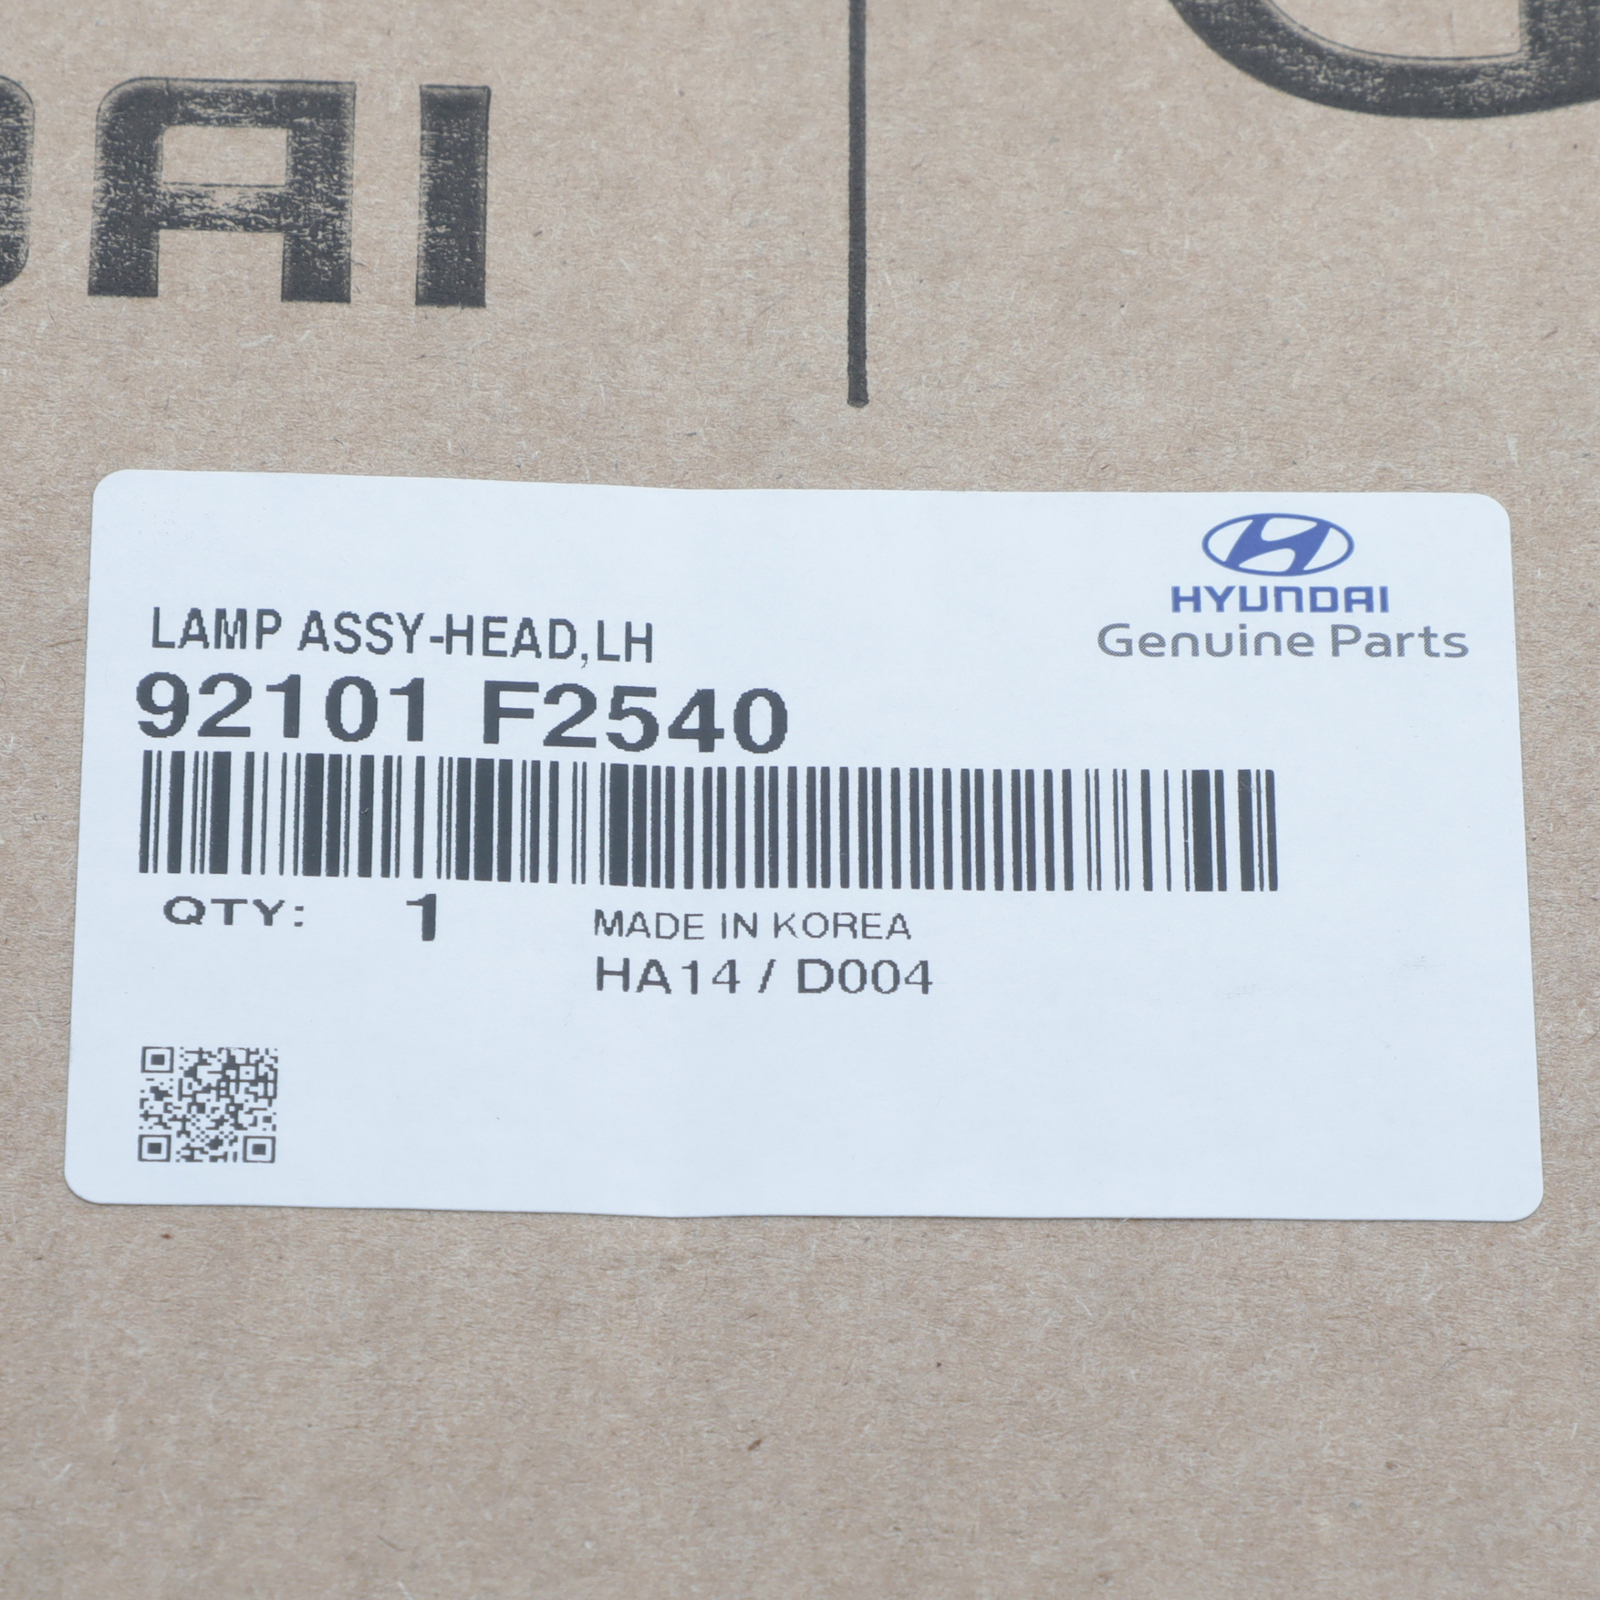 DAI
HYUNDAI
Genuine Parts
LAMP ASSY-HEAD,LH
92101 F2540
QTY: 1
MADE IN KOREA
HA14 / D004